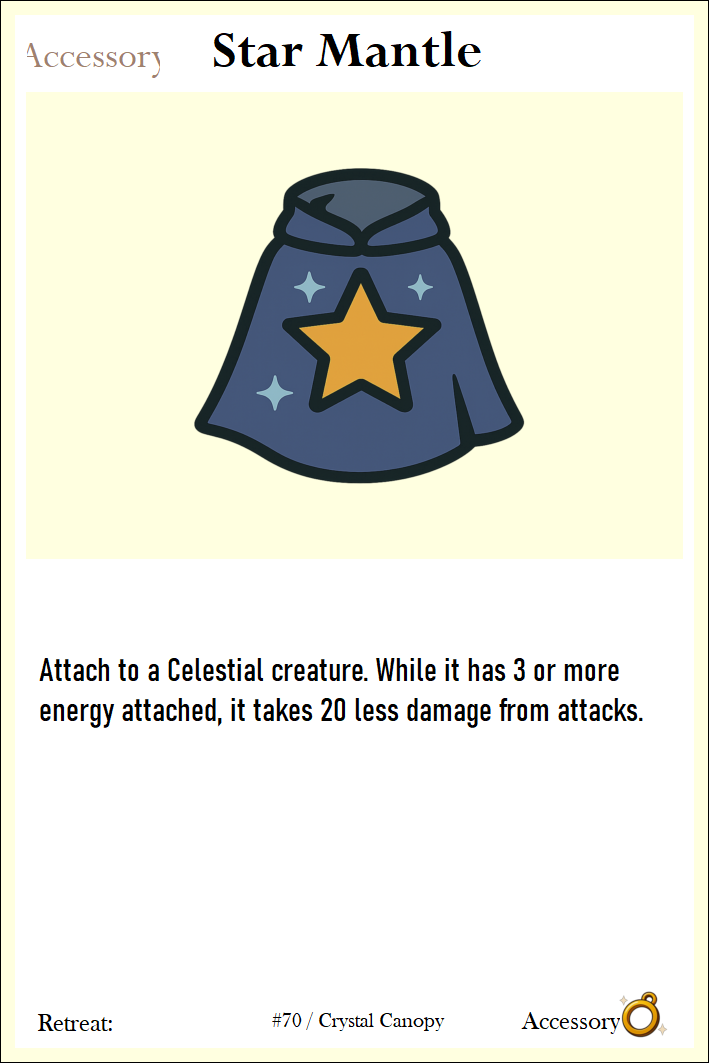 Accessory
Star Mantle
Attach to a Celestial creature. While it has 3 or more
energy attached, it takes 20 less damage from attacks.
Retreat:
#70 / Crystal Canopy
Accessory